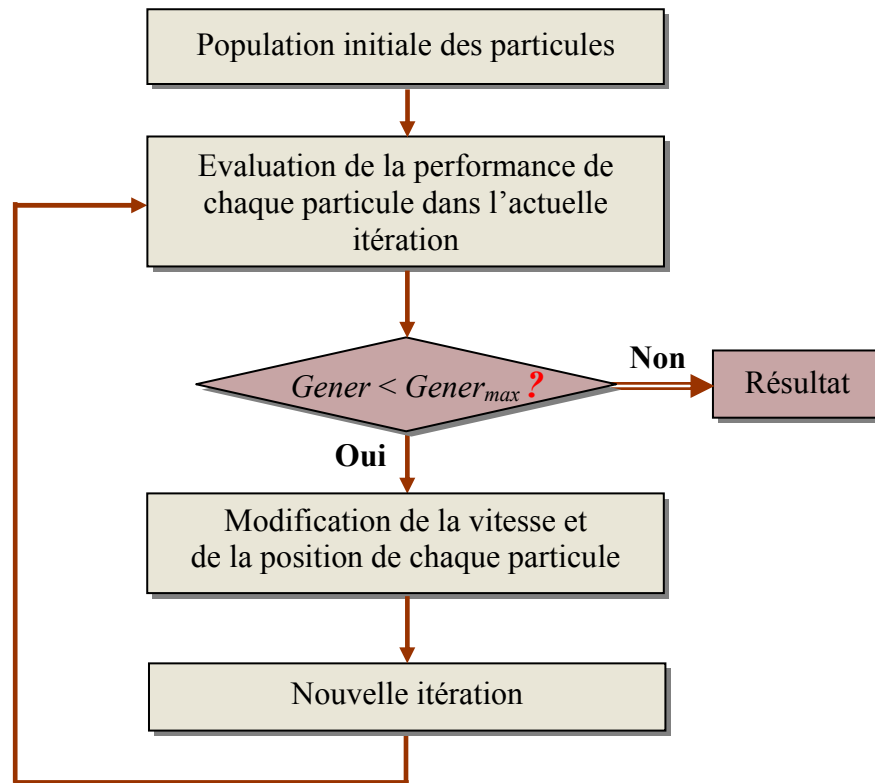 Population initiale des particules
Evaluation de la performance de
chaque particule dans l’actuelle
itération
Gener < Gener_max ?
Non
Résultat
Oui
Modification de la vitesse et
de la position de chaque particule
Nouvelle itération